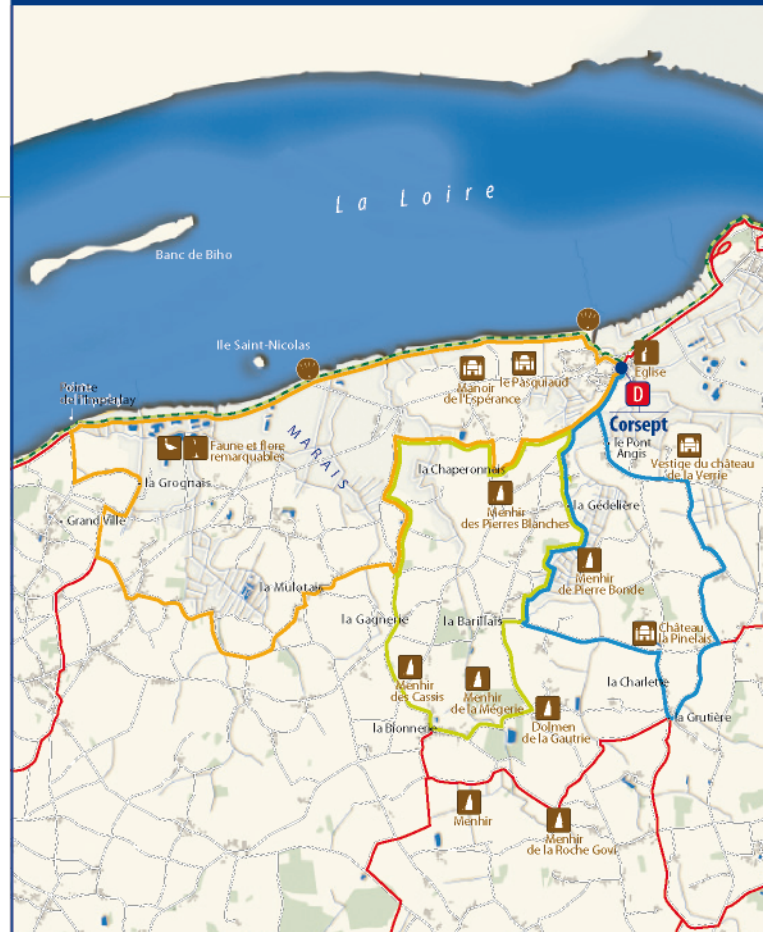 La Loire
Banc de Biho
Ile Saint-Nicolas
Eglise
Manoir
de l'Espérance
le Pasquiaud
D
Corsept
le Pont
Angis
Vestige du château
de la Verrie
Faune et flore
remarquables
MARAIS
la Chaperonnais
la Grognais
Menhir
des Pierres Blanches
la Gédelière
Grand Ville
Menhir
de Pierre Bonde
la Mulotais
la Gagnerie
la Barillais
Château
la Pinelais
Menhir
des Cassis
Menhir
de la Mégerie
la Charlette
la Bionnerie
Dolmen
de la Gautrie
la Grutière
Menhir
Menhir
de la Roche Govi